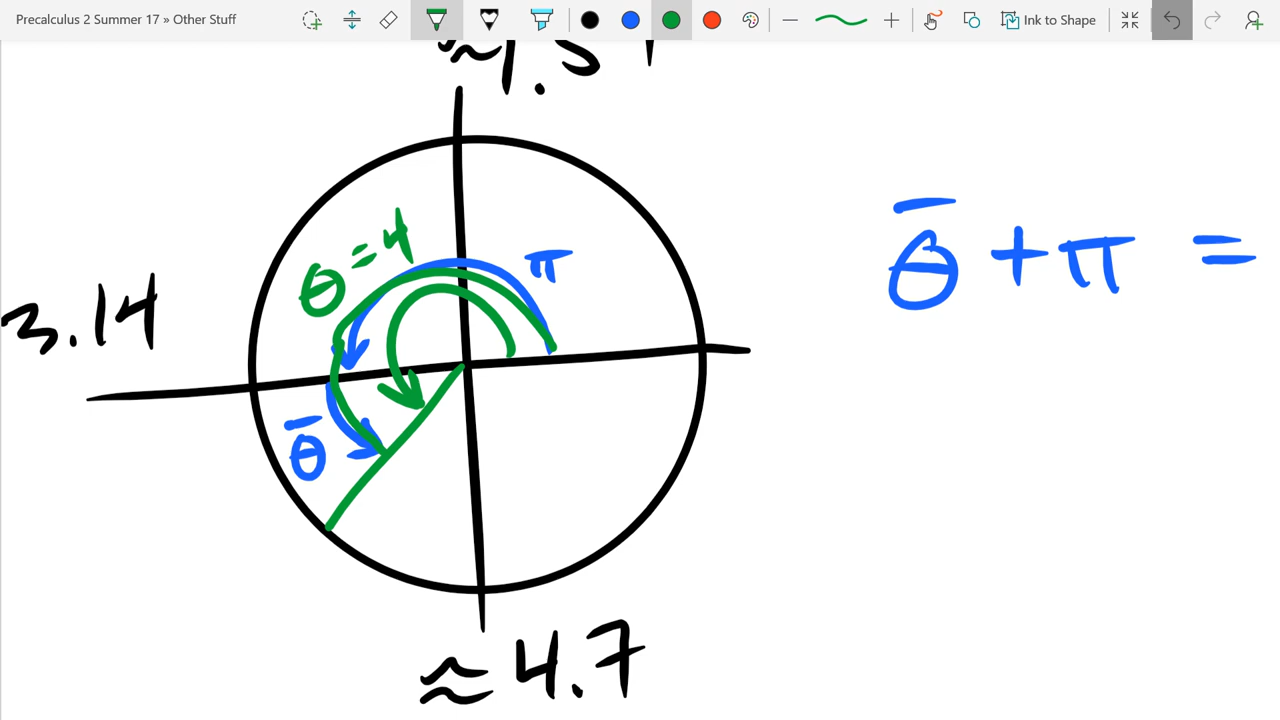 Precalculus 2 Summer 17 » Other Stuff
Ink to Shape
π
θ̅ + π =
θ = 4
3.14
θ̅
≈ 4.7